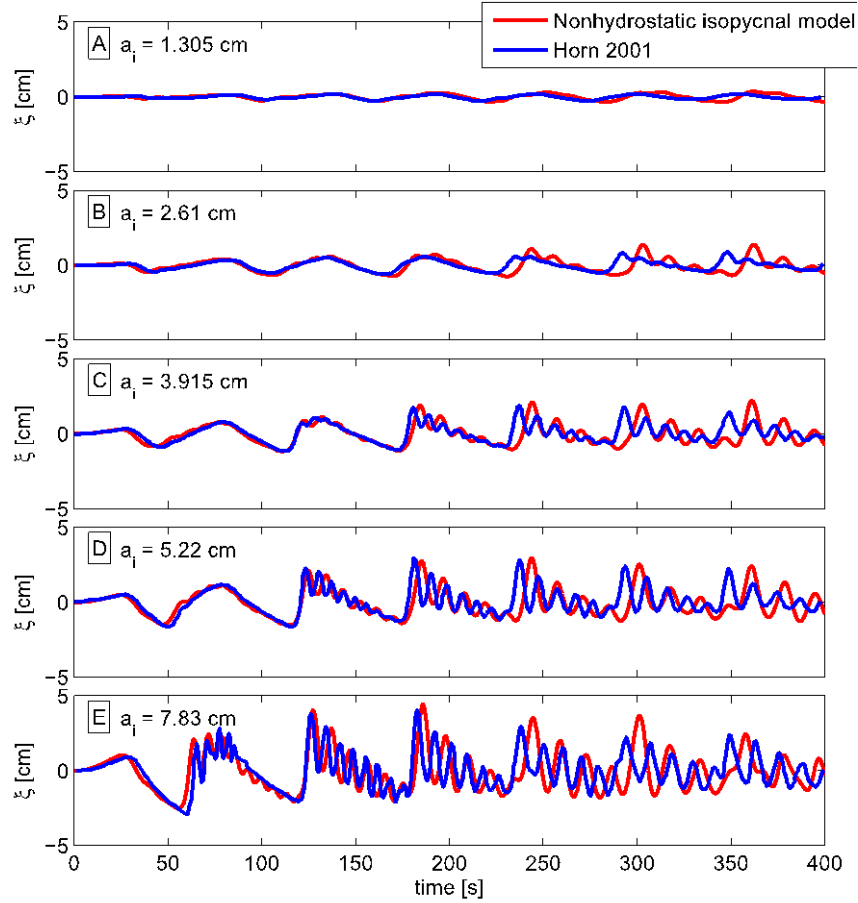 Nonhydrostatic isopycnal model
Horn 2001
5
A a_i = 1.305 cm
0
ξ [cm]
−5
5
B a_i = 2.61 cm
0
ξ [cm]
−5
5
C a_i = 3.915 cm
0
ξ [cm]
−5
5
D a_i = 5.22 cm
0
ξ [cm]
−5
5
E a_i = 7.83 cm
0
ξ [cm]
−5
0 50 100 150 200 250 300 350 400
time [s]